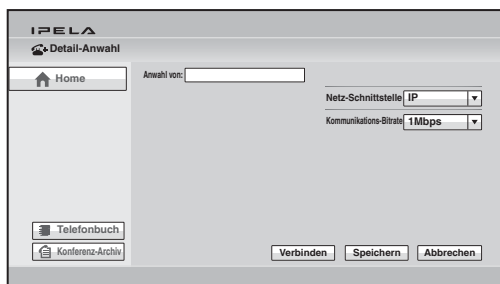 IPELA
Detail-Anwahl
Home
Anwahl von:
Netz-Schnittstelle IP
Kommunikations-Bitrate 1Mbps
Telefonbuch
Konferenz-Archiv
Verbinden Speichern Abbrechen